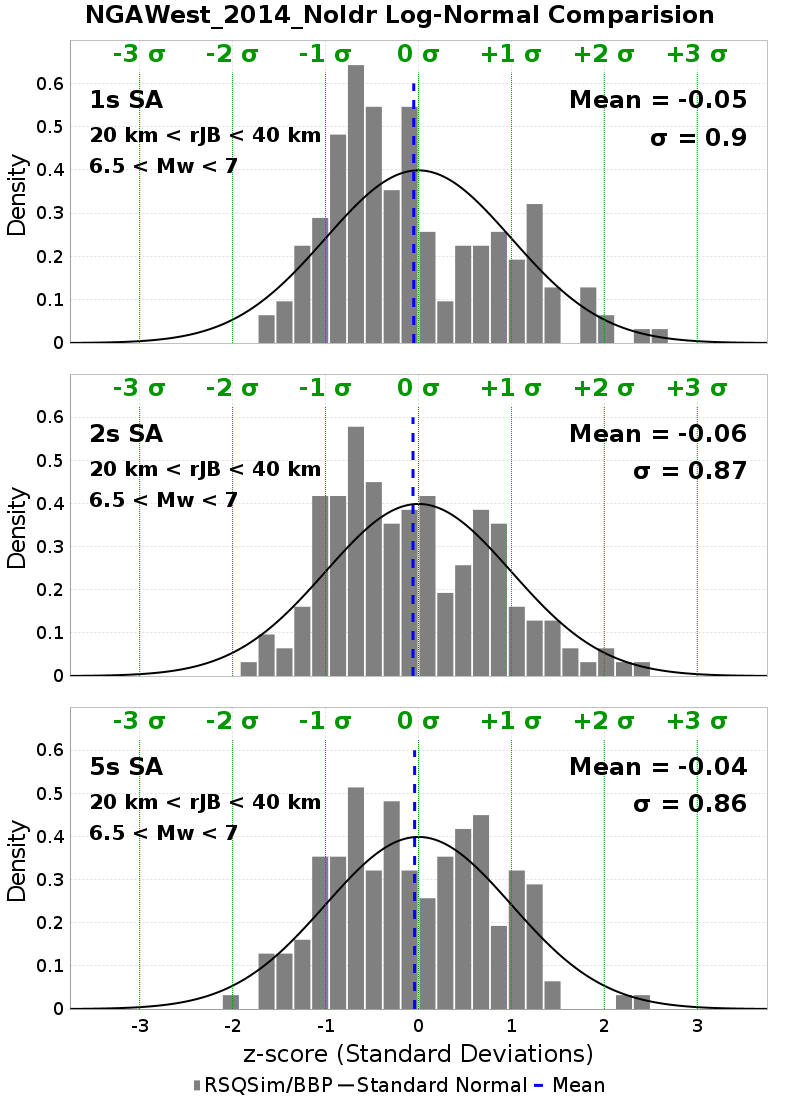 NGAWest_2014_NoIdr Log-Normal Comparision
-3 σ -2 σ -1 σ 0 σ +1 σ +2 σ +3 σ
1s SA
Mean = -0.05
20 km < rJB < 40 km
σ = 0.9
6.5 < Mw < 7
Density
0.6
0.5
0.4
0.3
0.2
0.1
0
-3 σ -2 σ -1 σ 0 σ +1 σ +2 σ +3 σ
2s SA
Mean = -0.06
20 km < rJB < 40 km
σ = 0.87
6.5 < Mw < 7
Density
0.6
0.5
0.4
0.3
0.2
0.1
0
-3 σ -2 σ -1 σ 0 σ +1 σ +2 σ +3 σ
5s SA
Mean = -0.04
20 km < rJB < 40 km
σ = 0.86
6.5 < Mw < 7
Density
0.6
0.5
0.4
0.3
0.2
0.1
0
-3 -2 -1 0 1 2 3
z-score (Standard Deviations)
RSQSim/BBP Standard Normal Mean